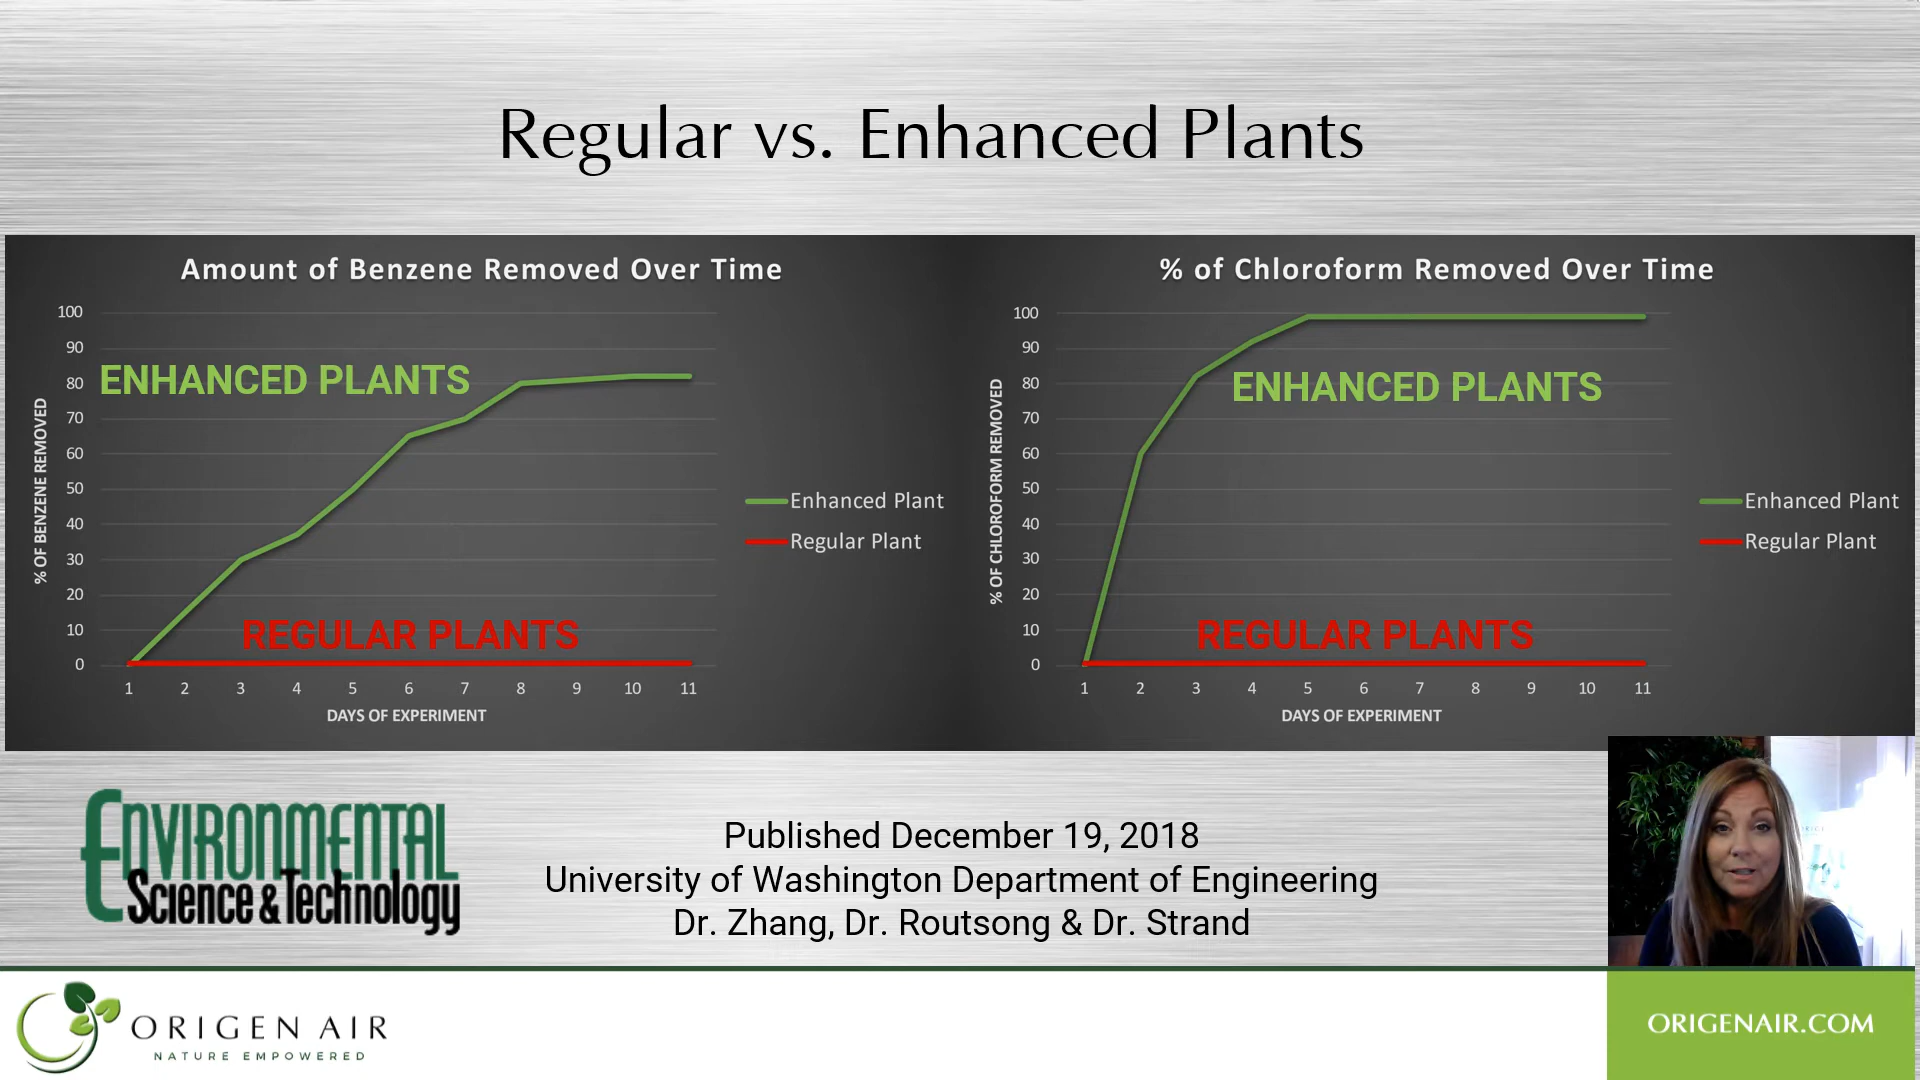 Regular vs. Enhanced Plants
Amount of Benzene Removed Over Time
100
90
80
70
60
50
40
30
20
10
0
% OF BENZENE REMOVED
ENHANCED PLANTS
REGULAR PLANTS
1 2 3 4 5 6 7 8 9 10 11
DAYS OF EXPERIMENT
Enhanced Plant
Regular Plant
% of Chloroform Removed Over Time
100
90
80
70
60
50
40
30
20
10
0
% OF CHLOROFORM REMOVED
ENHANCED PLANTS
REGULAR PLANTS
1 2 3 4 5 6 7 8 9 10 11
DAYS OF EXPERIMENT
Enhanced Plant
Regular Plant
Environmental
Science & Technology
Published December 19, 2018
University of Washington Department of Engineering
Dr. Zhang, Dr. Routsong & Dr. Strand
ORIGEN AIR
NATURE EMPOWERED
ORIGENAIR.COM